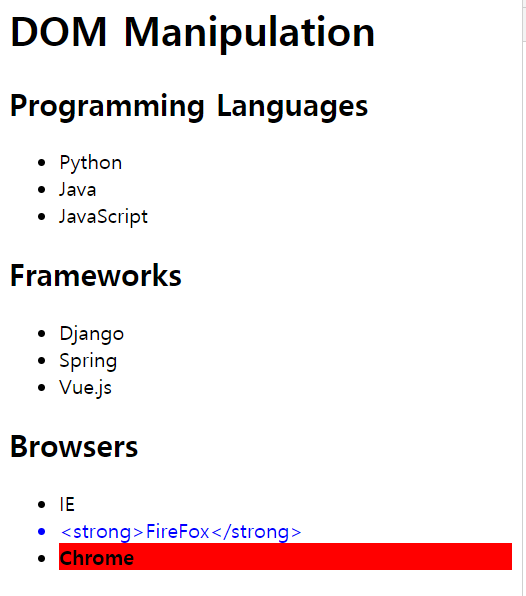 DOM Manipulation
Programming Languages
Python
Java
JavaScript
Frameworks
Django
Spring
Vue.js
Browsers
IE
<strong>FireFox</strong>
Chrome